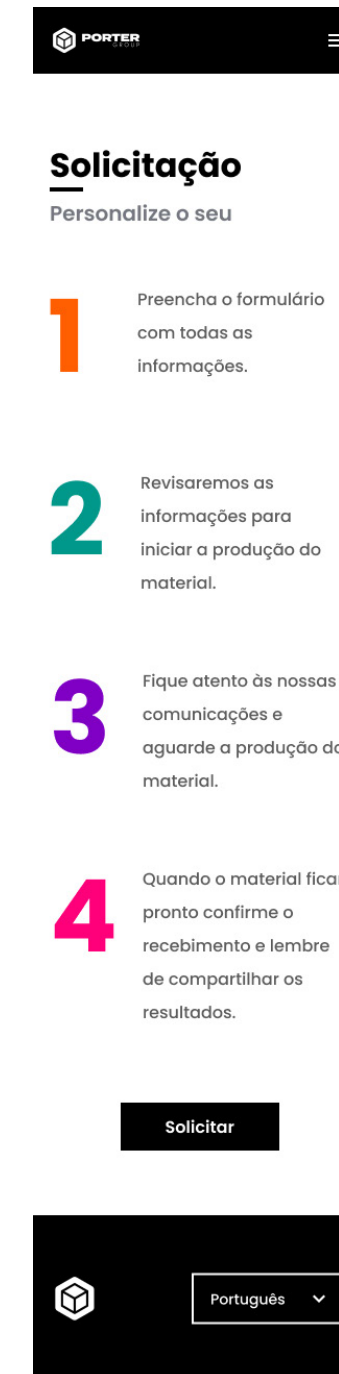 PORTER
GROUP
Solicitação
Personalize o seu
1
Preencha o formulário
com todas as
informações.
2
Revisaremos as
informações para
iniciar a produção do
material.
3
Fique atento às nossas
comunicações e
aguarde a produção do
material.
4
Quando o material ficar
pronto confirme o
recebimento e lembre
de compartilhar os
resultados.
Solicitar
Português